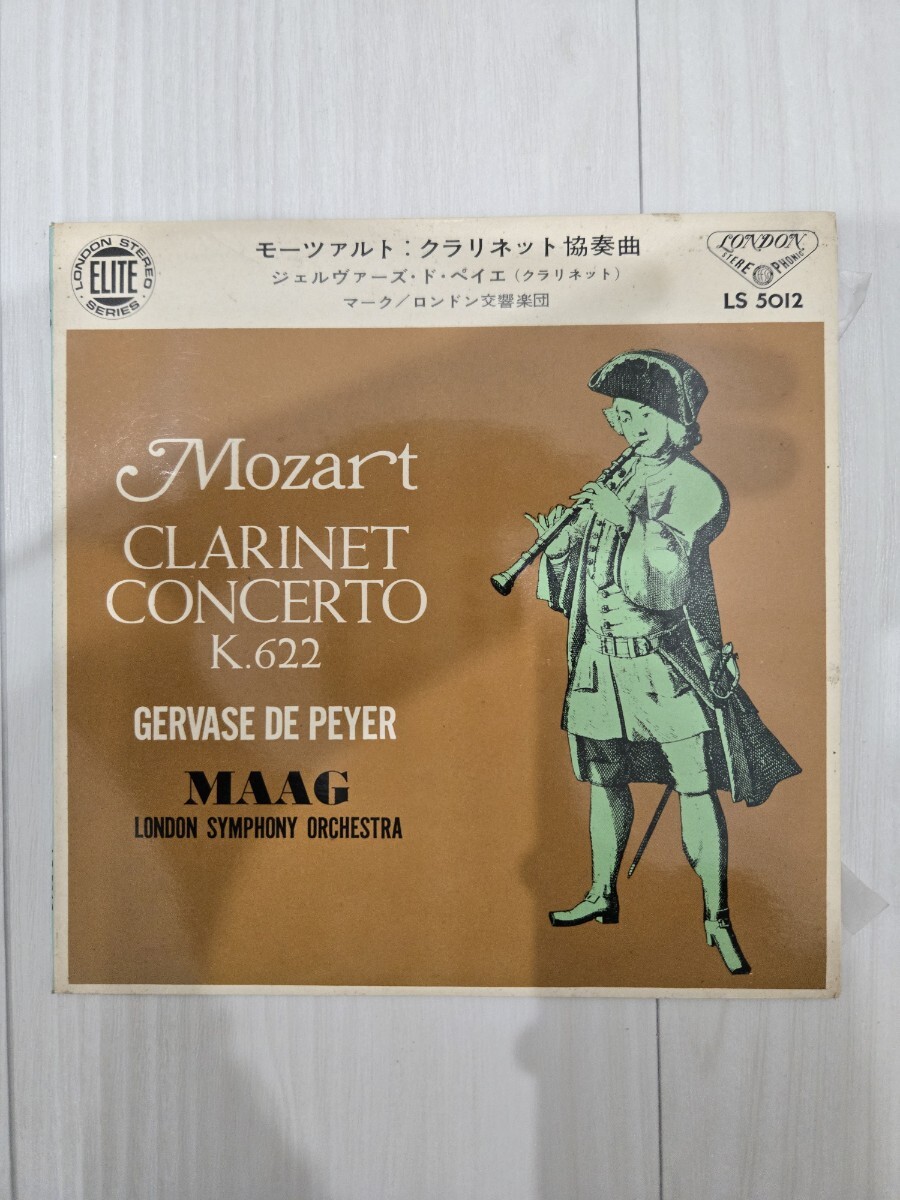 LONDON STEREO
ELITE
SERIES
モーツァルト：クラリネット協奏曲
ジェルヴァーズ・ド・ペイエ（クラリネット）
マーク／ロンドン交響楽団
LONDON
STEREOPHONIC
LS 5012
Mozart
CLARINET
CONCERTO
K.622
GERVASE DE PEYER
MAAG
LONDON SYMPHONY ORCHESTRA